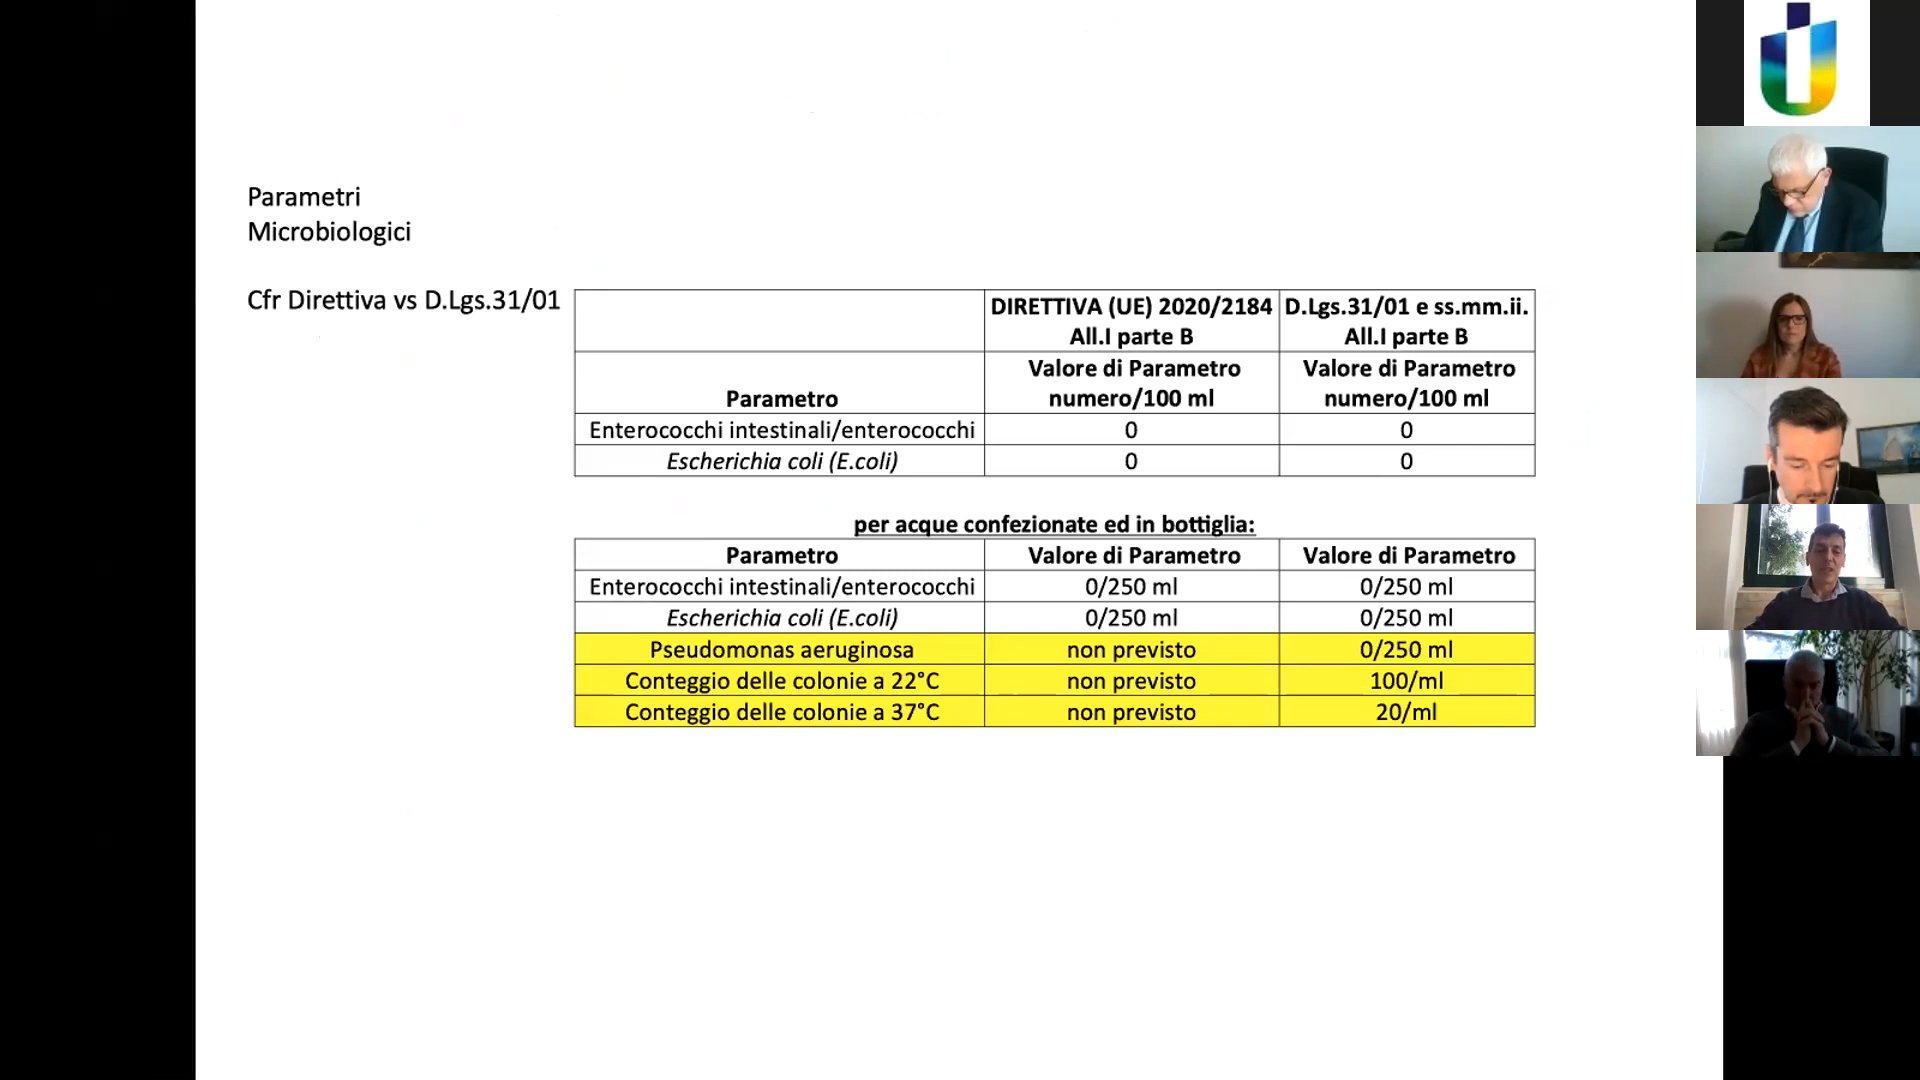 Parametri
Microbiologici
Cfr Direttiva vs D.Lgs.31/01
DIRETTIVA (UE) 2020/2184 D.Lgs.31/01 e ss.mm.ii.
All.I parte B All.I parte B
Valore di Parametro Valore di Parametro
Parametro numero/100 ml numero/100 ml
Enterococchi intestinali/enterococchi 0 0
Escherichia coli (E.coli) 0 0
per acque confezionate ed in bottiglia:
Parametro Valore di Parametro Valore di Parametro
Enterococchi intestinali/enterococchi 0/250 ml 0/250 ml
Escherichia coli (E.coli) 0/250 ml 0/250 ml
Pseudomonas aeruginosa non previsto 0/250 ml
Conteggio delle colonie a 22°C non previsto 100/ml
Conteggio delle colonie a 37°C non previsto 20/ml